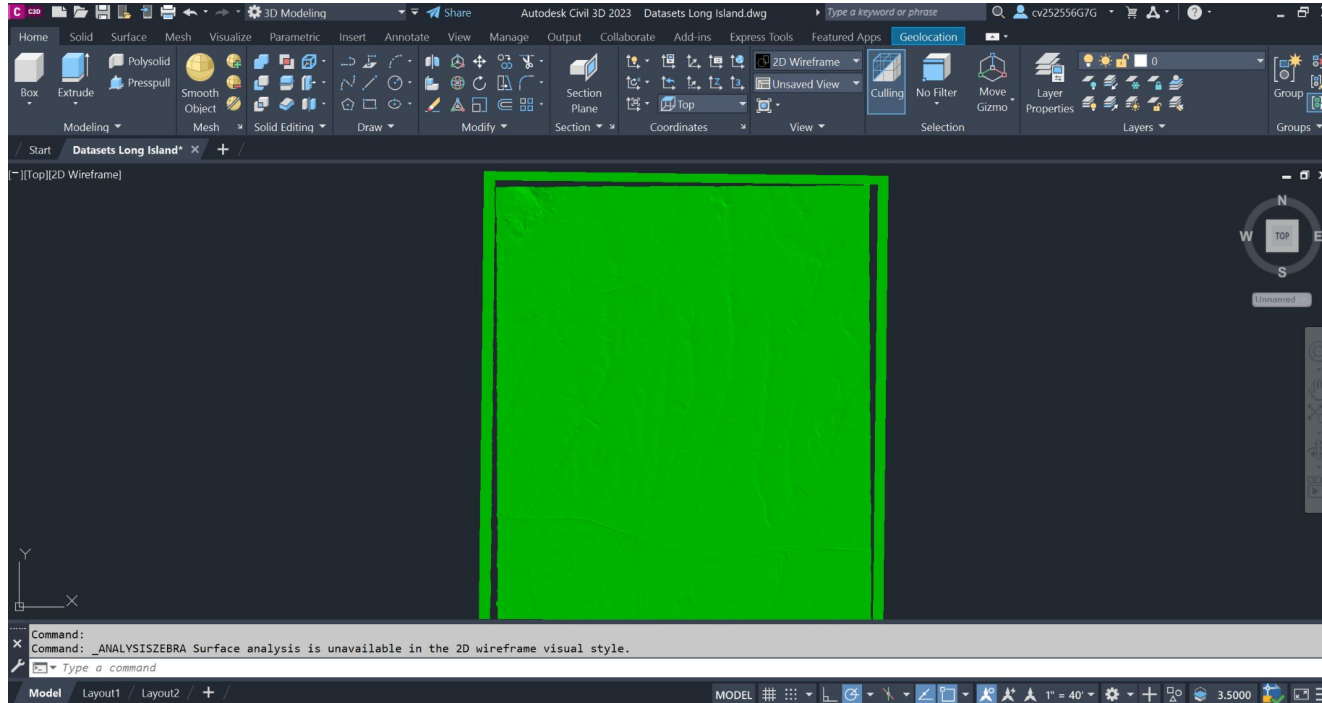 C C3D 3D Modeling Share Autodesk Civil 3D 2023 Datasets Long Island.dwg Type a keyword or phrase cv252556G7G
Home Solid Surface Mesh Visualize Parametric Insert Annotate View Manage Output Collaborate Add-ins Express Tools Featured Apps Geolocation
Polysolid 2D Wireframe 0
Presspull Unsaved View
Box Extrude Smooth Object Section Plane Top Culling No Filter Move Gizmo Layer Properties Group
Modeling Mesh Solid Editing Draw Modify Section Coordinates View Selection Layers Groups
Start Datasets Long Island* +
[−][Top][2D Wireframe]
N
W TOP E
S
Unnamed
Y
X
Command:
Command: _ANALYSISZEBRA Surface analysis is unavailable in the 2D wireframe visual style.
Type a command
Model Layout1 Layout2 + MODEL 1" = 40' 3.5000